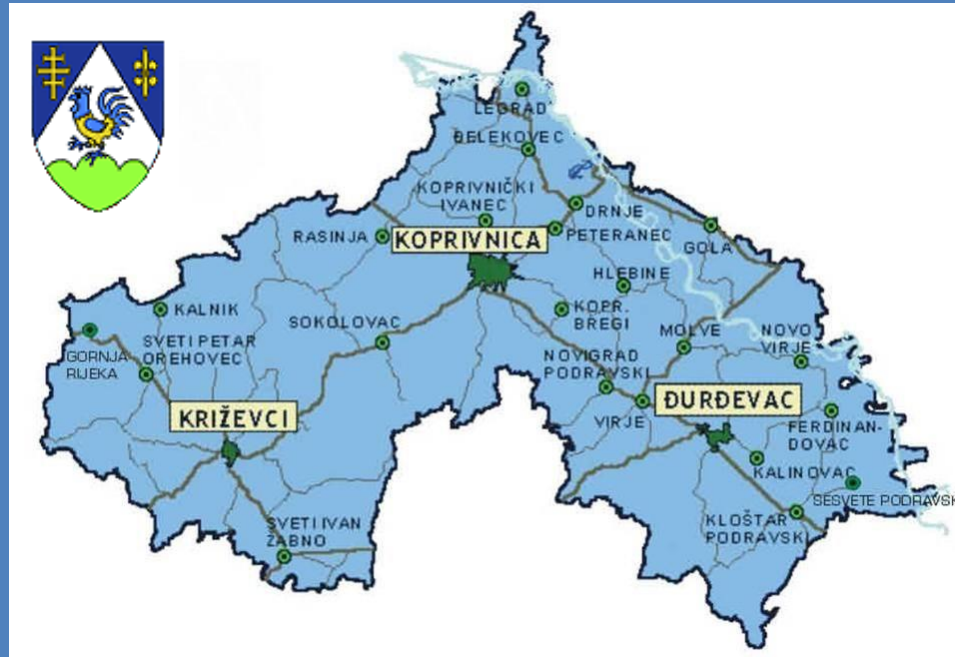 LEGRAD
ĐELEKOVEC
KOPRIVNIČKI
IVANEC
DRNJE
RASINJA
KOPRIVNICA
PETERANEC
GOLA
HLEBINE
KALNIK
KOPR.
BREGI
SOKOLOVAC
MOLVE
NOVO
VIRJE
GORNJA
RIJEKA
SVETI PETAR
OREHOVEC
NOVIGRAD
PODRAVSKI
KRIŽEVCI
ĐURĐEVAC
VIRJE
FERDINAN-
DOVAC
KALINOVAC
SESVETE PODRAVSK
KLOŠTAR
PODRAVSKI
SVETI IVAN
ŽABNO